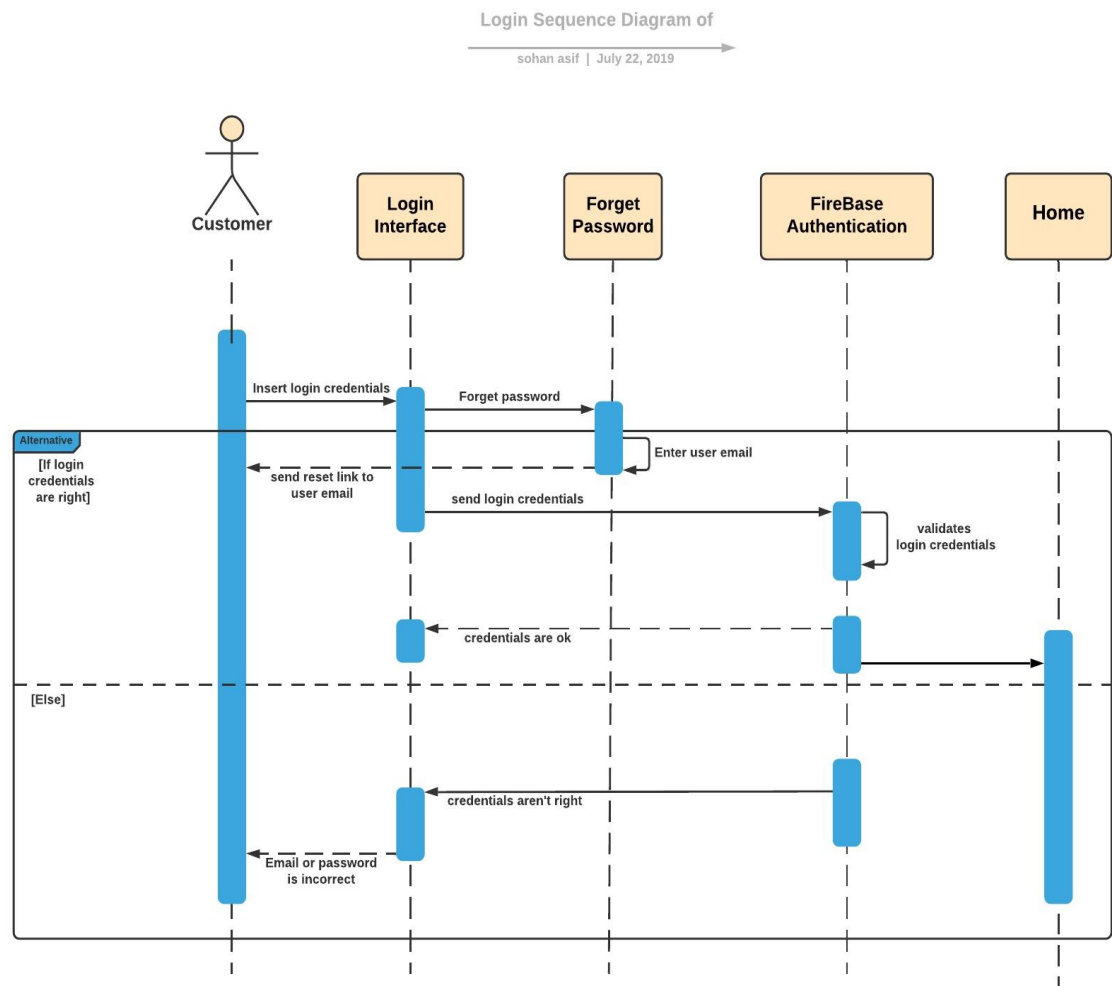 Login Sequence Diagram of
sohan asif | July 22, 2019
Customer
Login
Interface
Forget
Password
FireBase
Authentication
Home
Insert login credentials
Forget password
Alternative
[If login
credentials
are right]
Enter user email
send reset link to
user email
send login credentials
validates
login credentials
credentials are ok
[Else]
credentials aren't right
Email or password
is incorrect